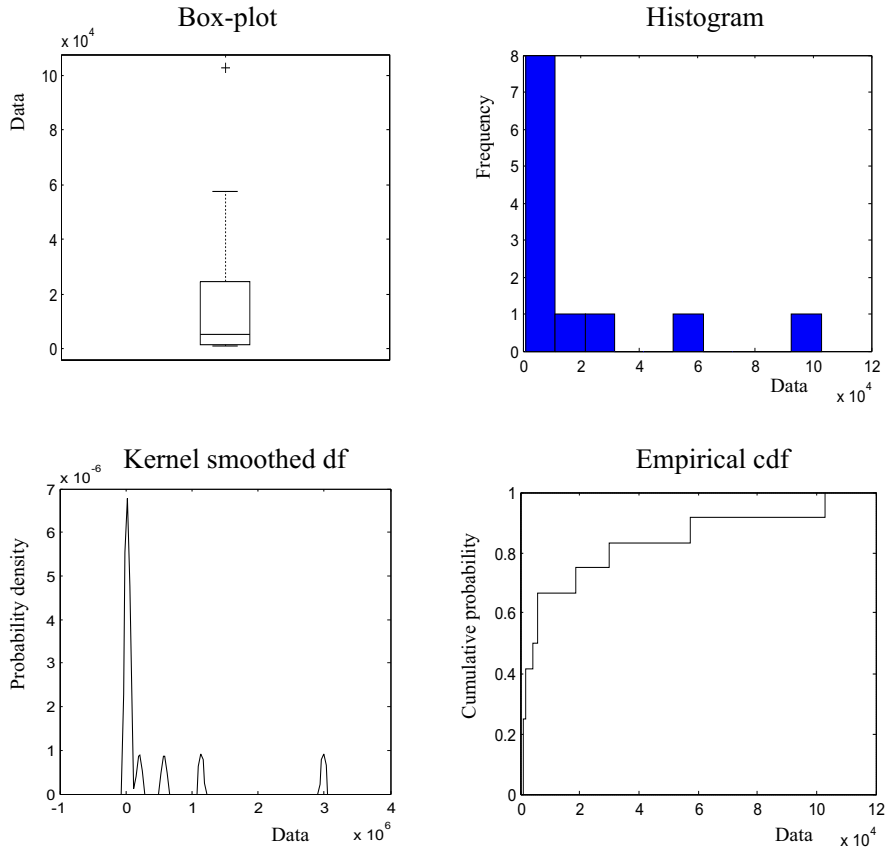 Box-plot
x 10^4
Data
10
8
6
4
2
0
Histogram
Frequency
8
7
6
5
4
3
2
1
0
0 2 4 6 8 10 12
Data
x 10^4
Kernel smoothed df
x 10^-6
Probability density
7
6
5
4
3
2
1
0
-1 0 1 2 3 4
Data
x 10^6
Empirical cdf
Cumulative probability
1
0.8
0.6
0.4
0.2
0
0 2 4 6 8 10 12
Data
x 10^4